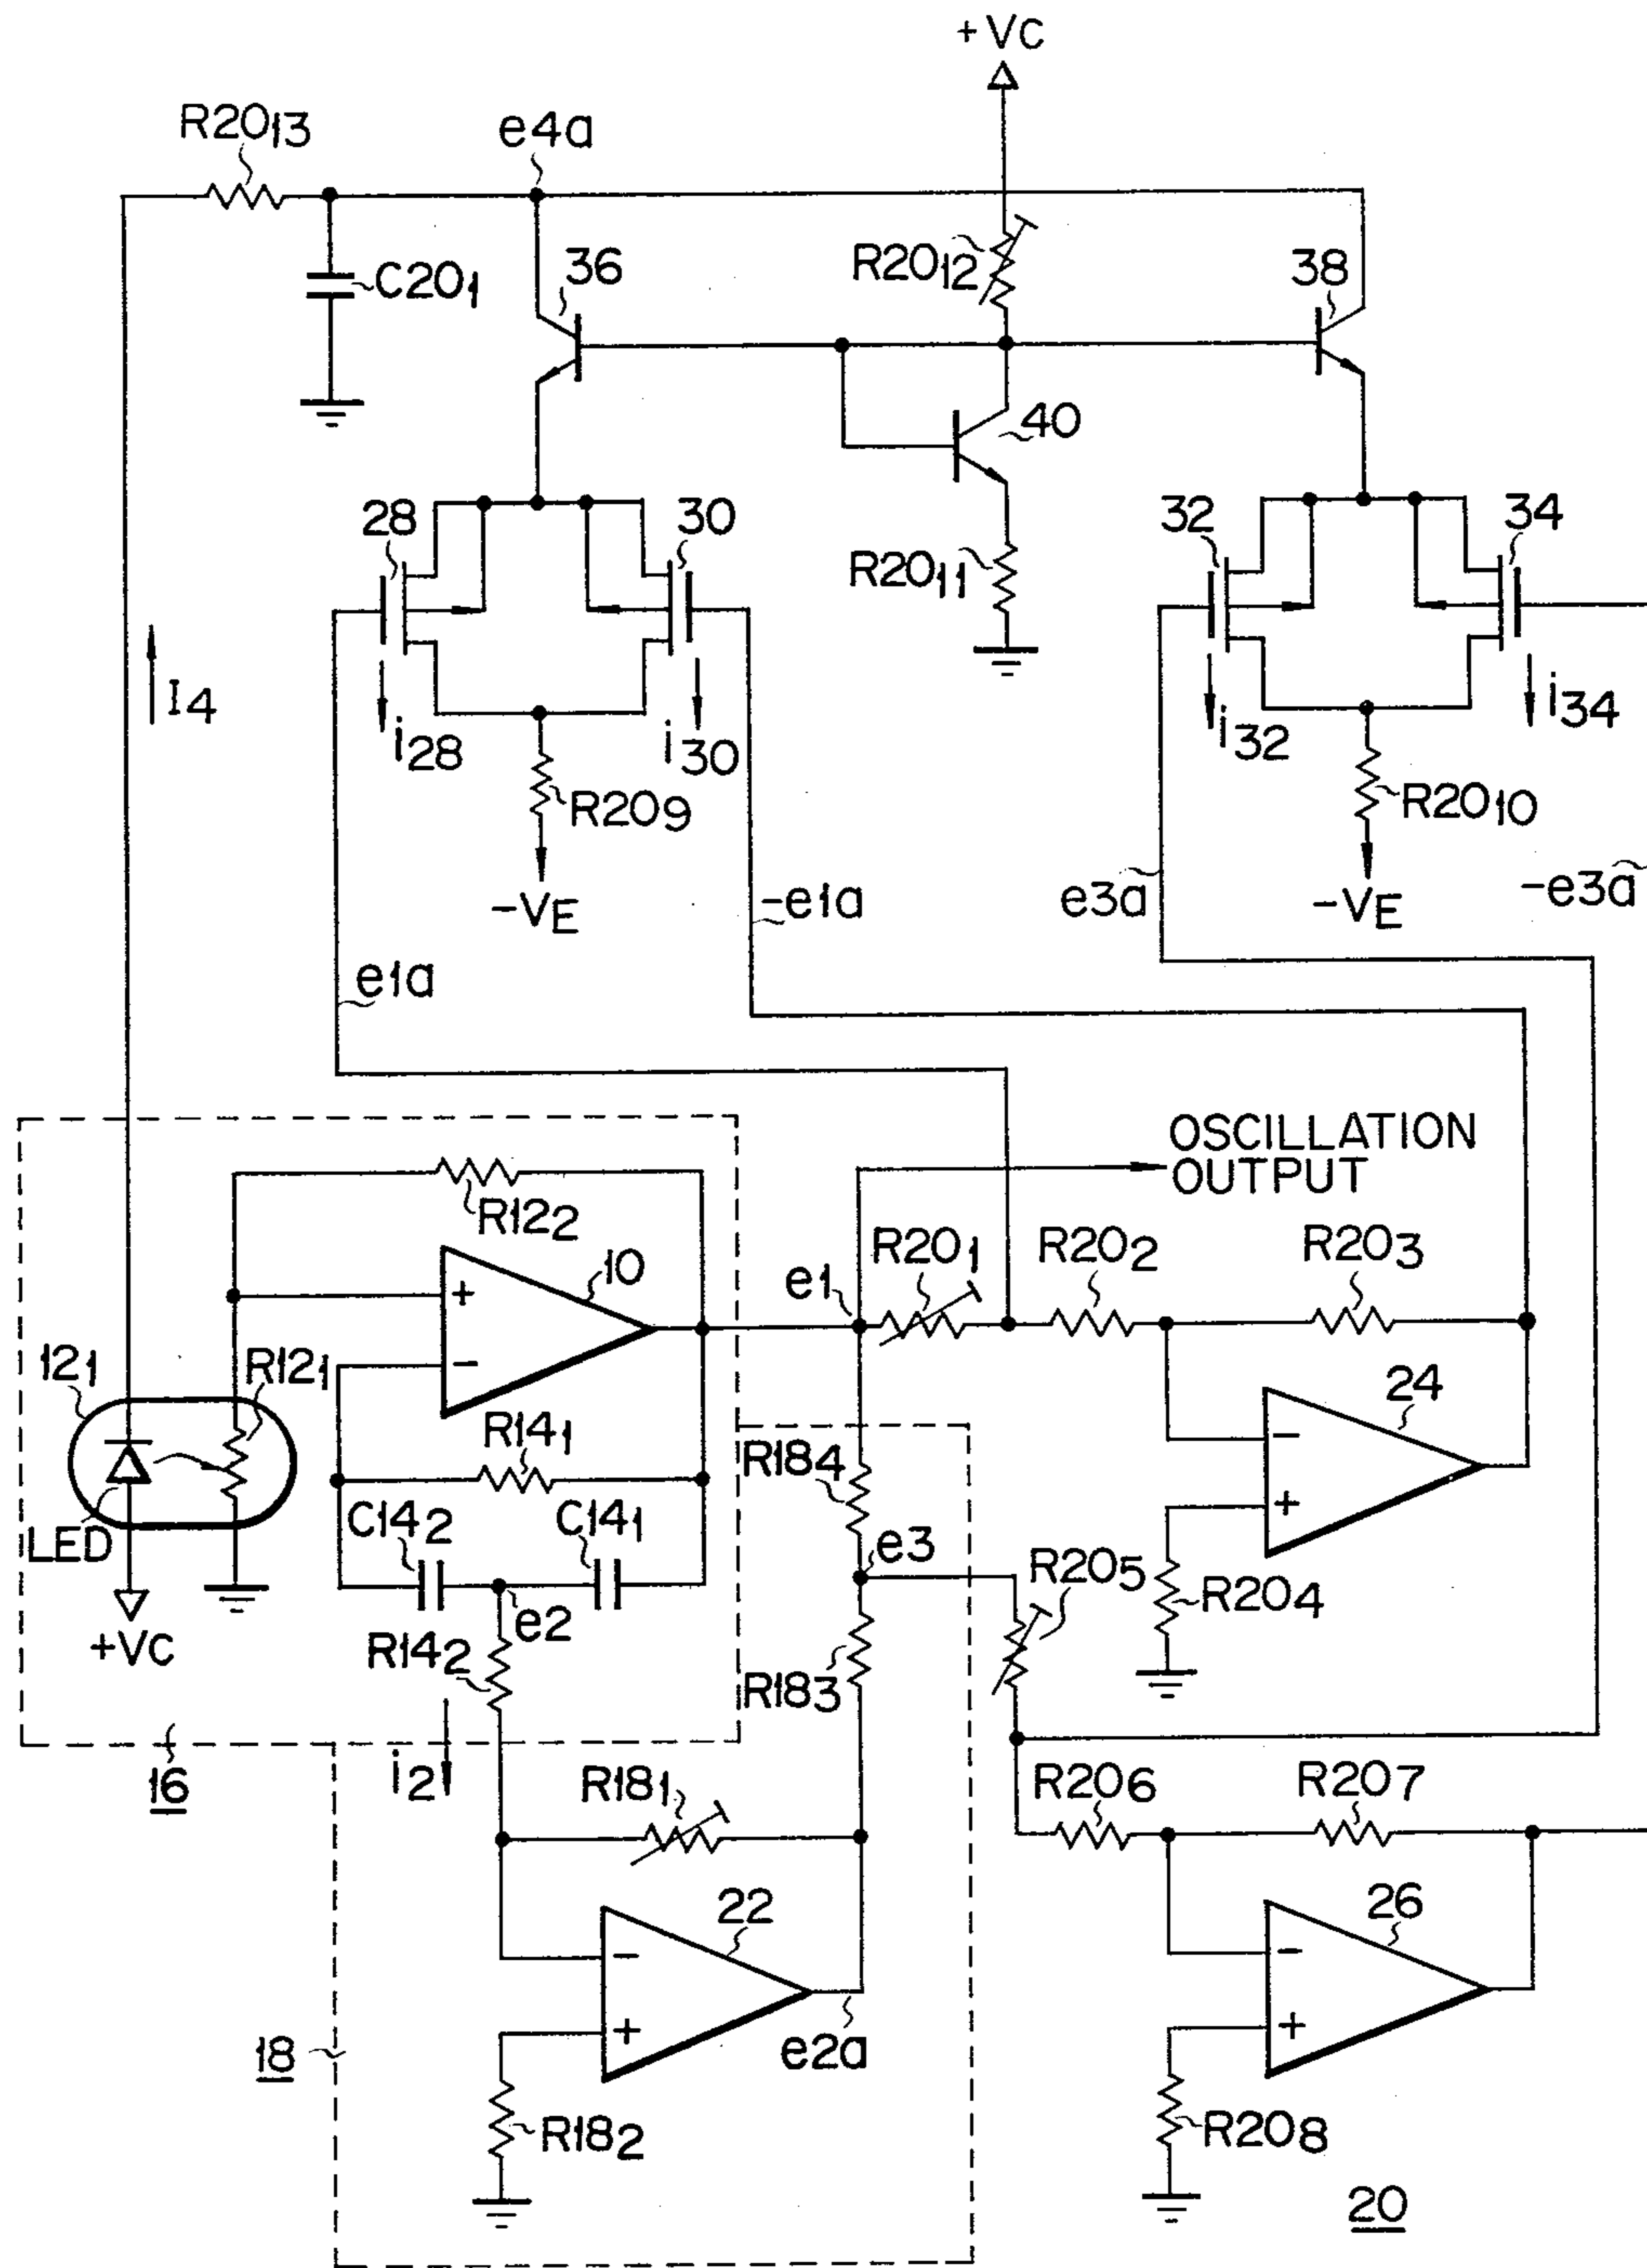 +VC
R20₁₃
e4a
36
R20₁₂
38
C20₁
40
28
30
R20₁₁
32
34
I₄
i₂₈
i₃₀
i₃₂
i₃₄
R20₉
R20₁₀
-VE
-e1a
e3a
-VE
-e3a
e1a
OSCILLATION
OUTPUT
R12₂
10
e1
R20₁
R20₂
R20₃
+
−
12₁
R12₁
24
R14₁
R18₄
−
+
LED
C14₂
C14₁
e3
R20₅
e2
R20₄
+VC
R14₂
R18₃
16
i₂
R18₁
R20₆
R20₇
22
26
−
−
+
+
18
e2a
R18₂
R20₈
20